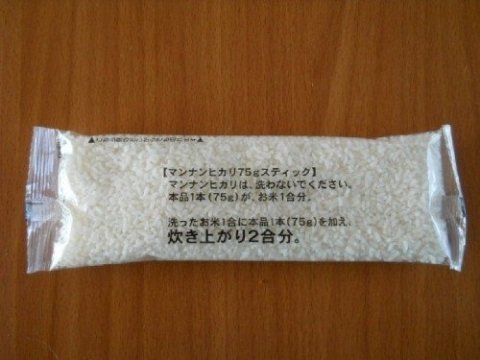 【マンナンヒカリ75gスティック】
マンナンヒカリは、洗わないでください。
本品1本(75g)が、お米1合分。
洗ったお米1合に本品1本(75g)を加え、
炊き上がり2合分。